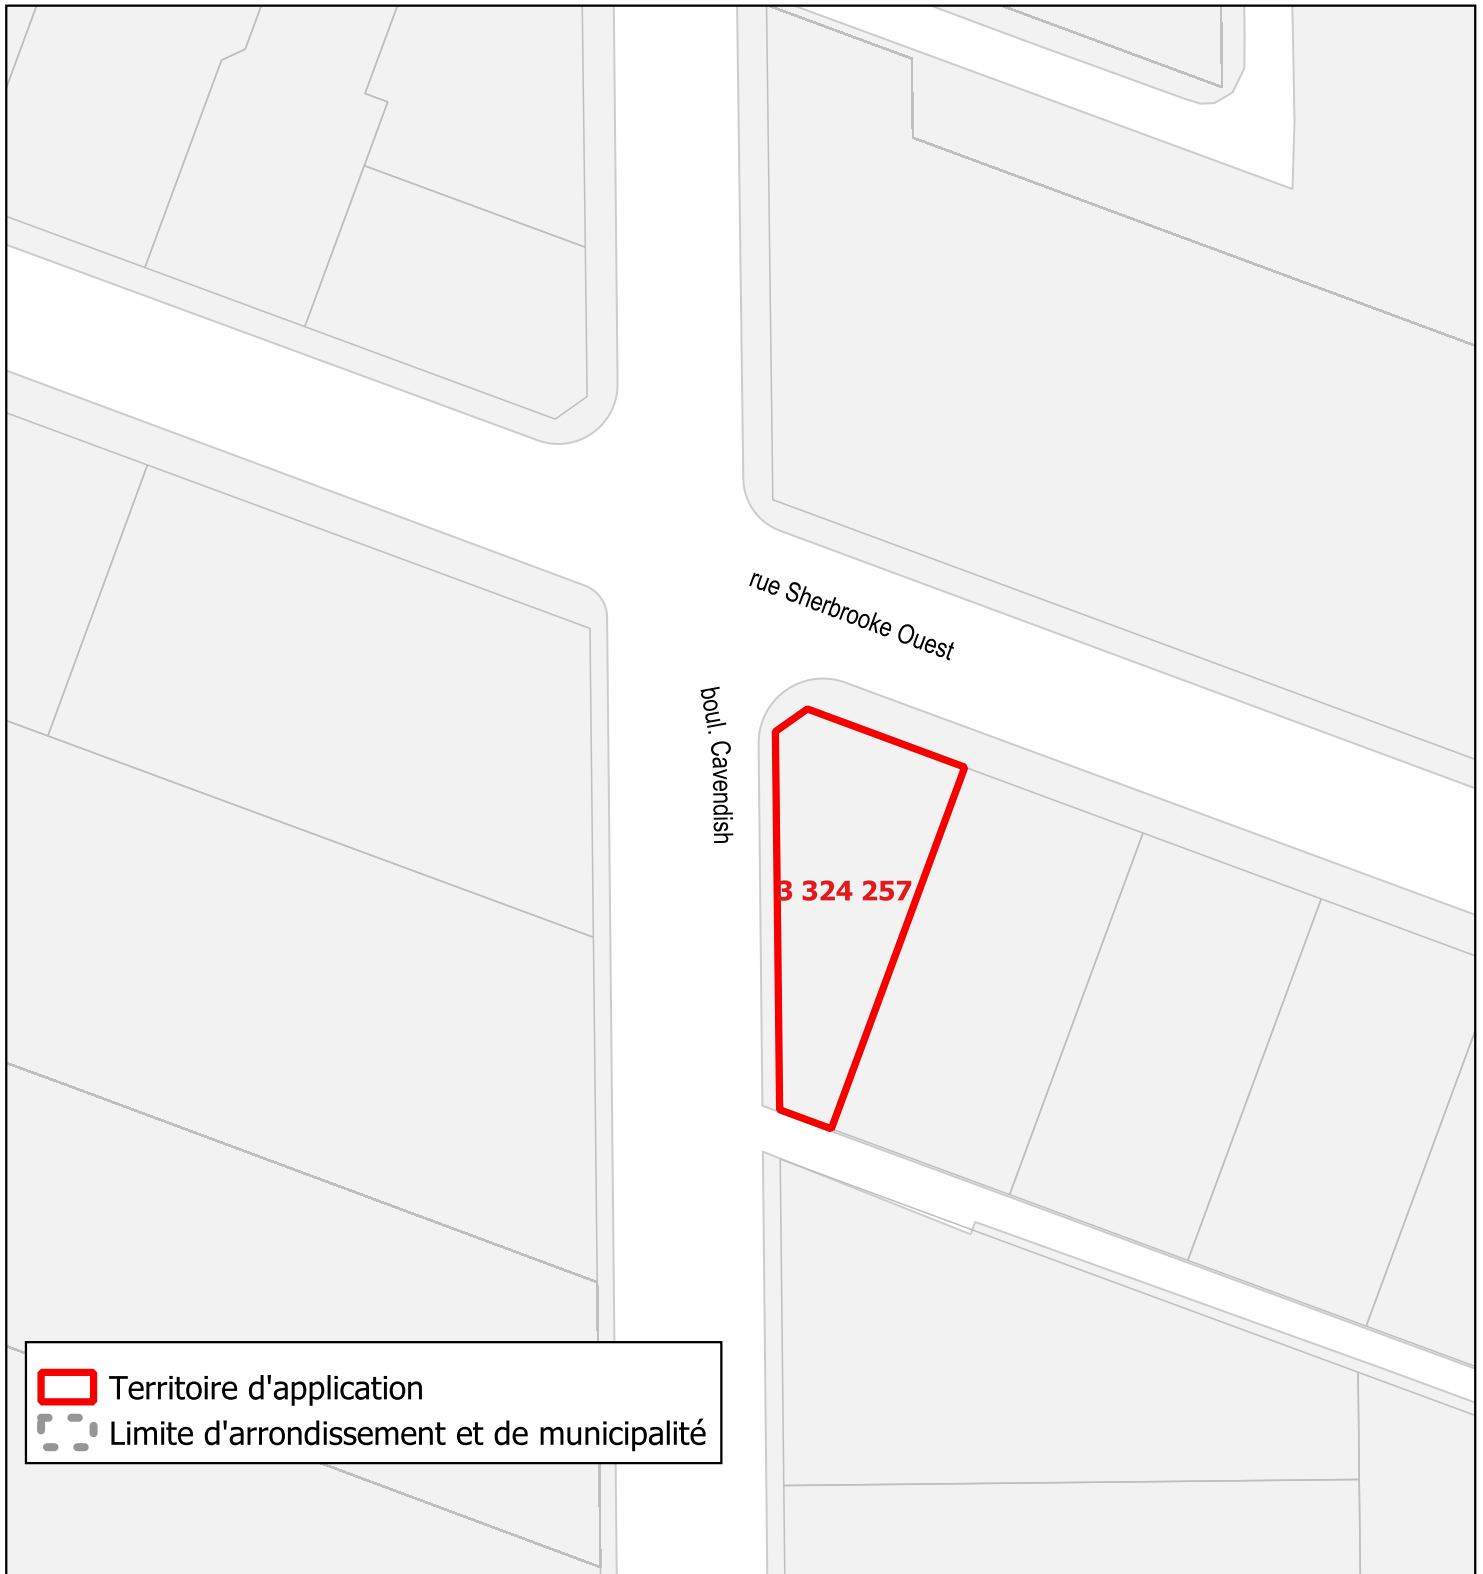 rue Sherbrooke Ouest
boul. Cavendish
3 324 257
Territoire d'application
Limite d'arrondissement et de municipalité